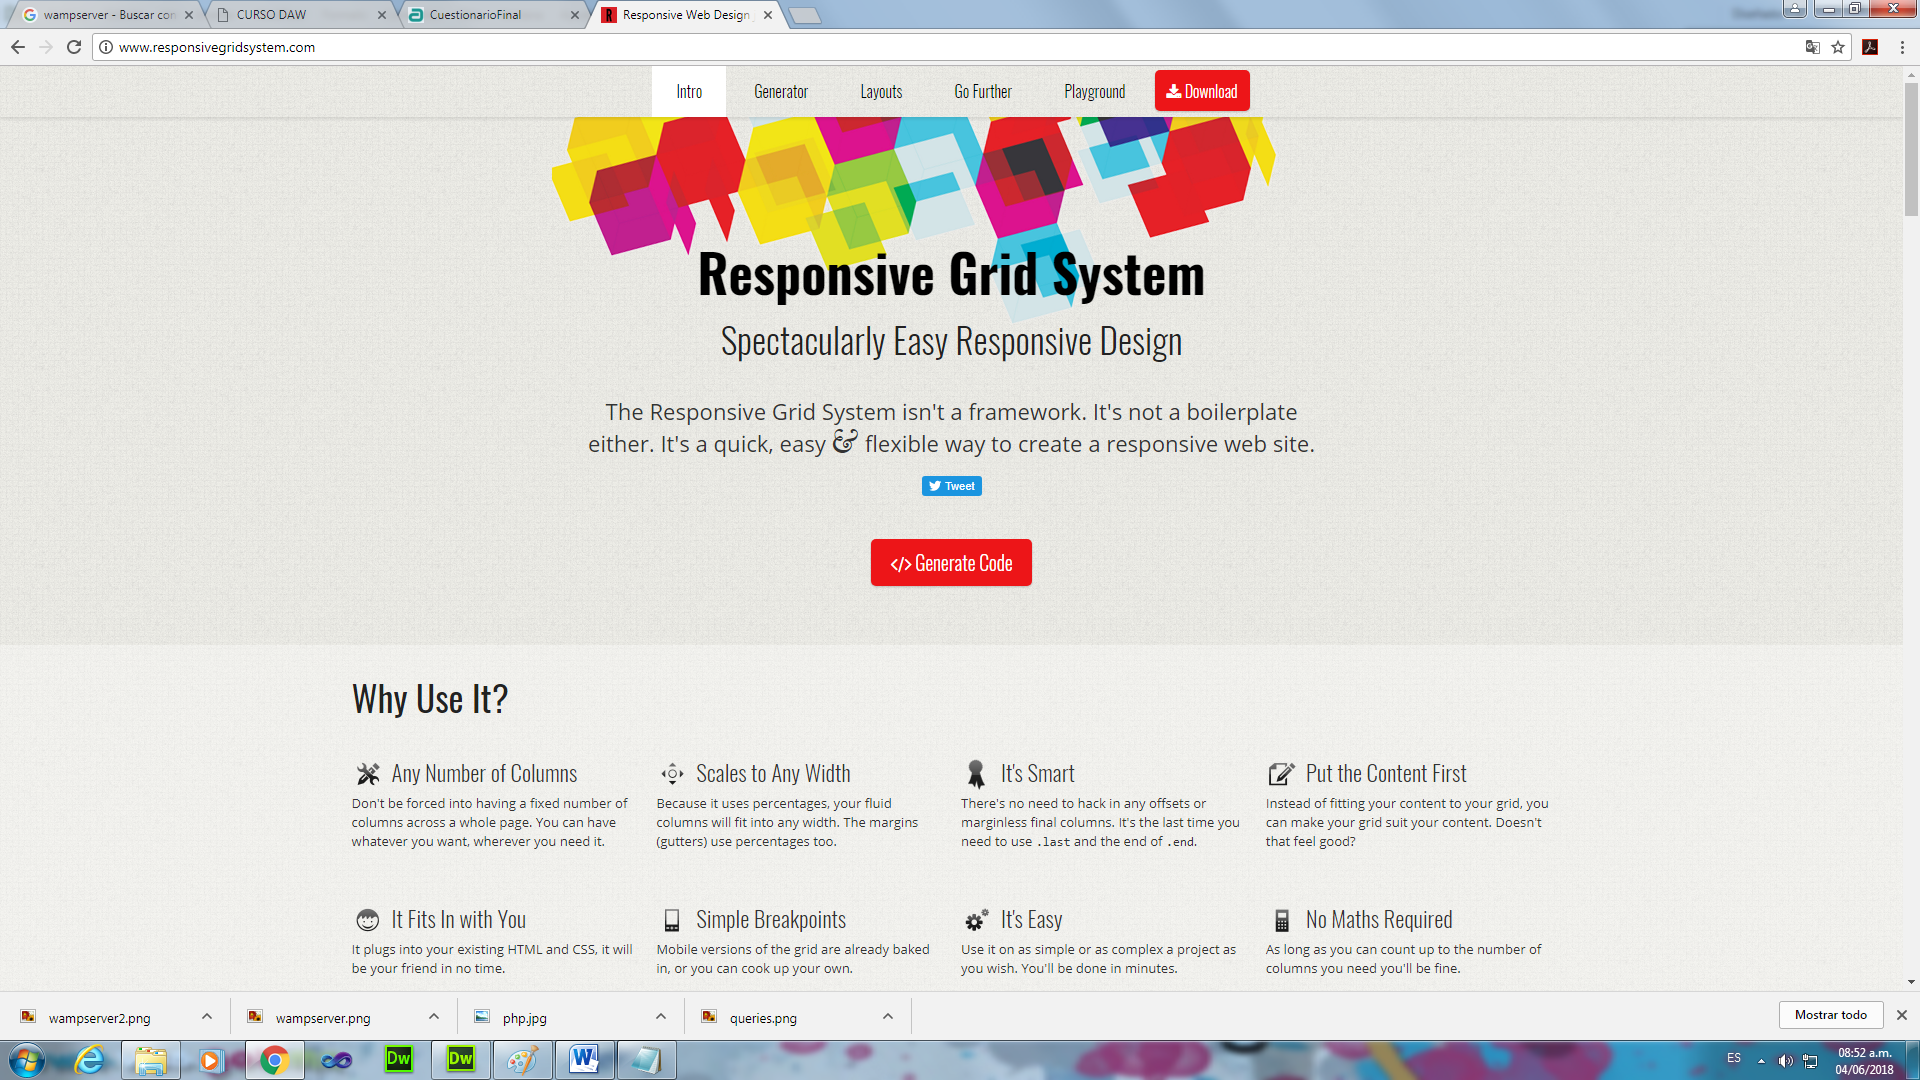 wampserver - Buscar con
CURSO DAW
CuestionarioFinal
Responsive Web Design
www.responsivegridsystem.com
Intro
Generator
Layouts
Go Further
Playground
Download
Responsive Grid System
Spectacularly Easy Responsive Design
The Responsive Grid System isn't a framework. It's not a boilerplate
either. It's a quick, easy & flexible way to create a responsive web site.
Tweet
</> Generate Code
Why Use It?
Any Number of Columns
Don't be forced into having a fixed number of
columns across a whole page. You can have
whatever you want, wherever you need it.
Scales to Any Width
Because it uses percentages, your fluid
columns will fit into any width. The margins
(gutters) use percentages too.
It's Smart
There's no need to hack in any offsets or
marginless final columns. It's the last time you
need to use .last and the end of .end.
Put the Content First
Instead of fitting your content to your grid, you
can make your grid suit your content. Doesn't
that feel good?
It Fits In with You
It plugs into your existing HTML and CSS, it will
be your friend in no time.
Simple Breakpoints
Mobile versions of the grid are already baked
in, or you can cook up your own.
It's Easy
Use it on as simple or as complex a project as
you wish. You'll be done in minutes.
No Maths Required
As long as you can count up to the number of
columns you need you'll be fine.
wampserver2.png
wampserver.png
php.jpg
queries.png
Mostrar todo
Dw
Dw
W
ES
08:52 a.m.
04/06/2018